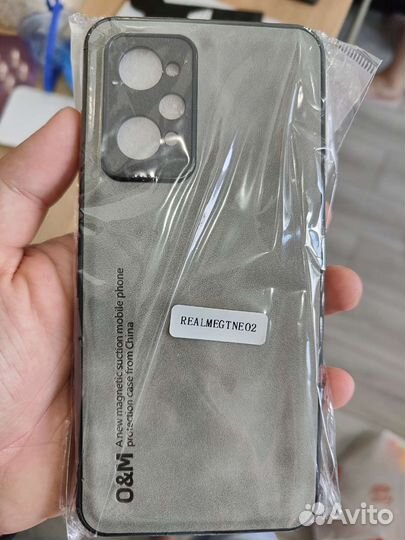 REALMEGTNEO2
O&M
A new magnetic suction mobile phone
protection case from China
Avito